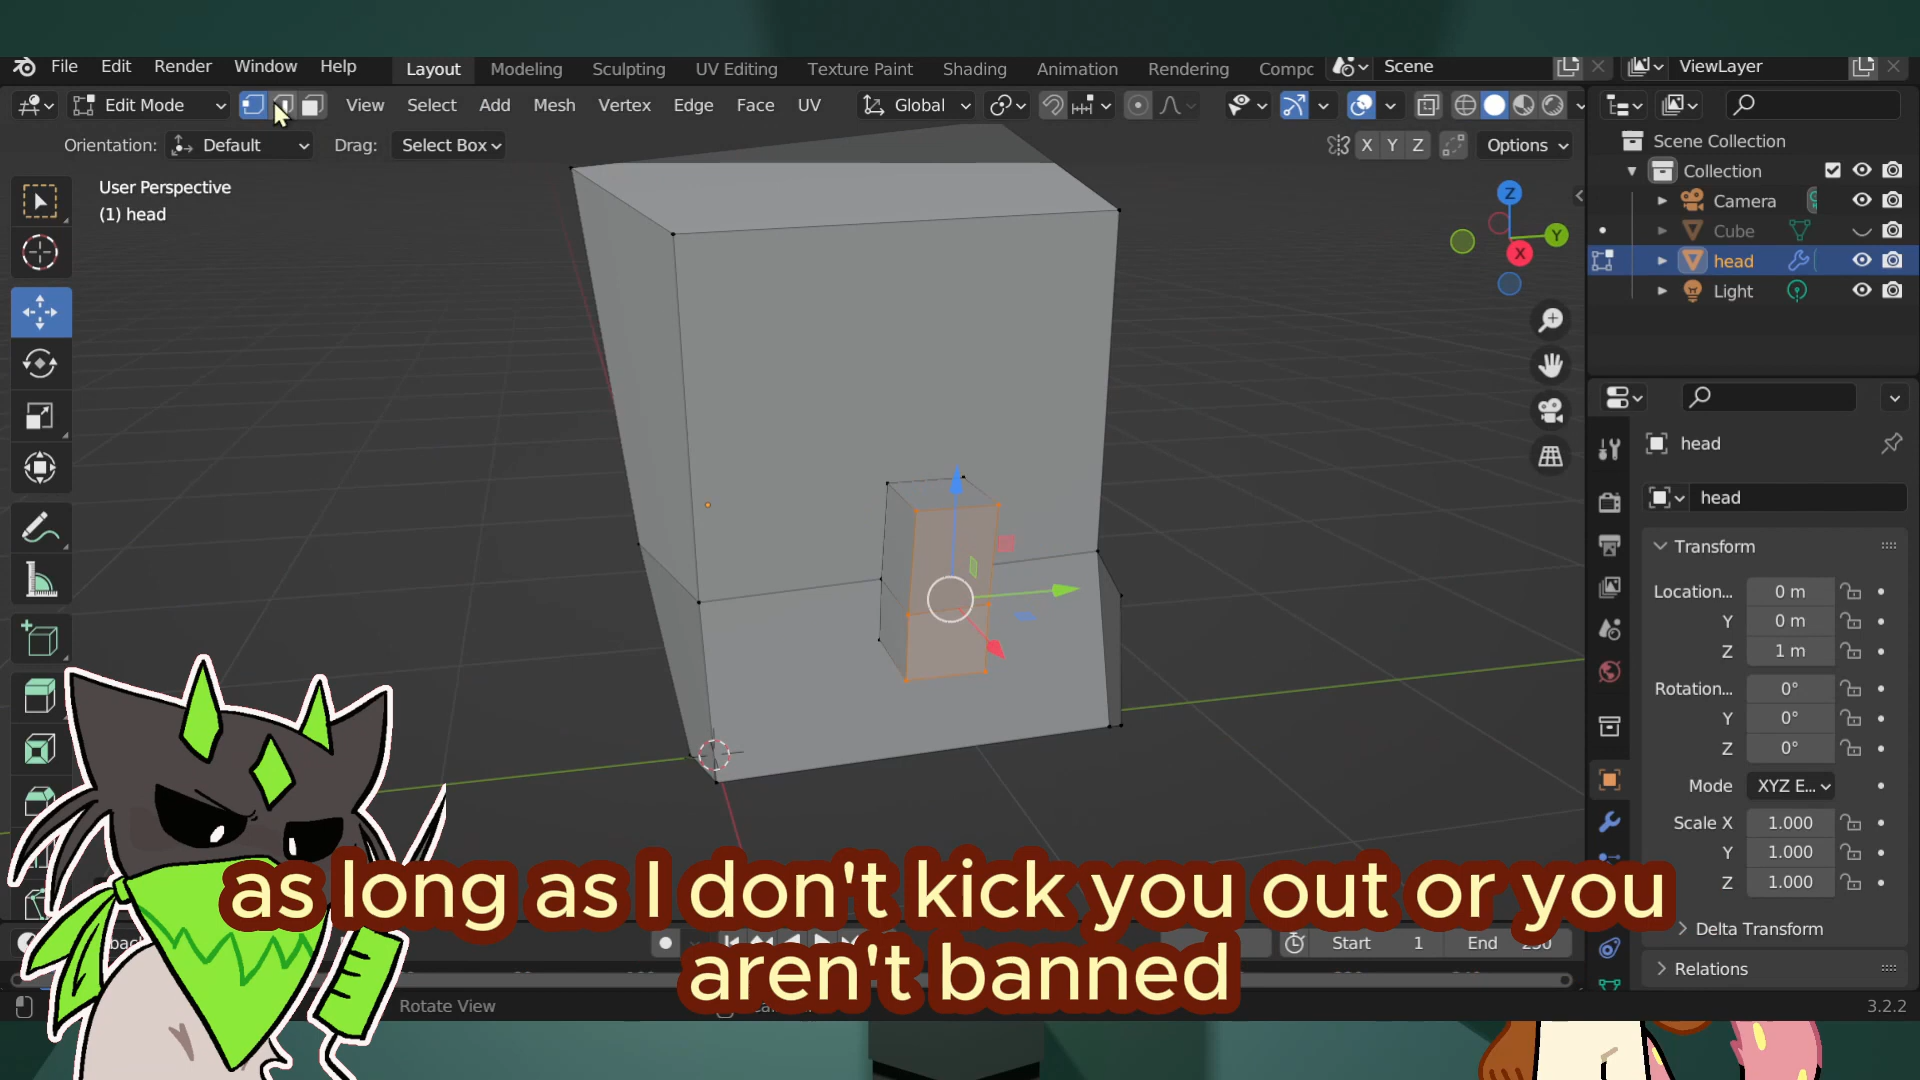 File Edit Render Window Help Layout Modeling Sculpting UV Editing Texture Paint Shading Animation Rendering Compc Scene ViewLayer
Edit Mode View Select Add Mesh Vertex Edge Face UV Global
Orientation: Default Drag: Select Box X Y Z Options
User Perspective
(1) head
Z
Y
X
Scene Collection
Collection
Camera
Cube
head
Light
head
head
Transform
Location... 0 m
Y 0 m
Z 1 m
Rotation... 0°
Y 0°
Z 0°
Mode XYZ E...
Scale X 1.000
Y 1.000
Z 1.000
Delta Transform
Relations
as long as I don't kick you out or you
aren't banned
Start 1 End 250
Rotate View
3.2.2